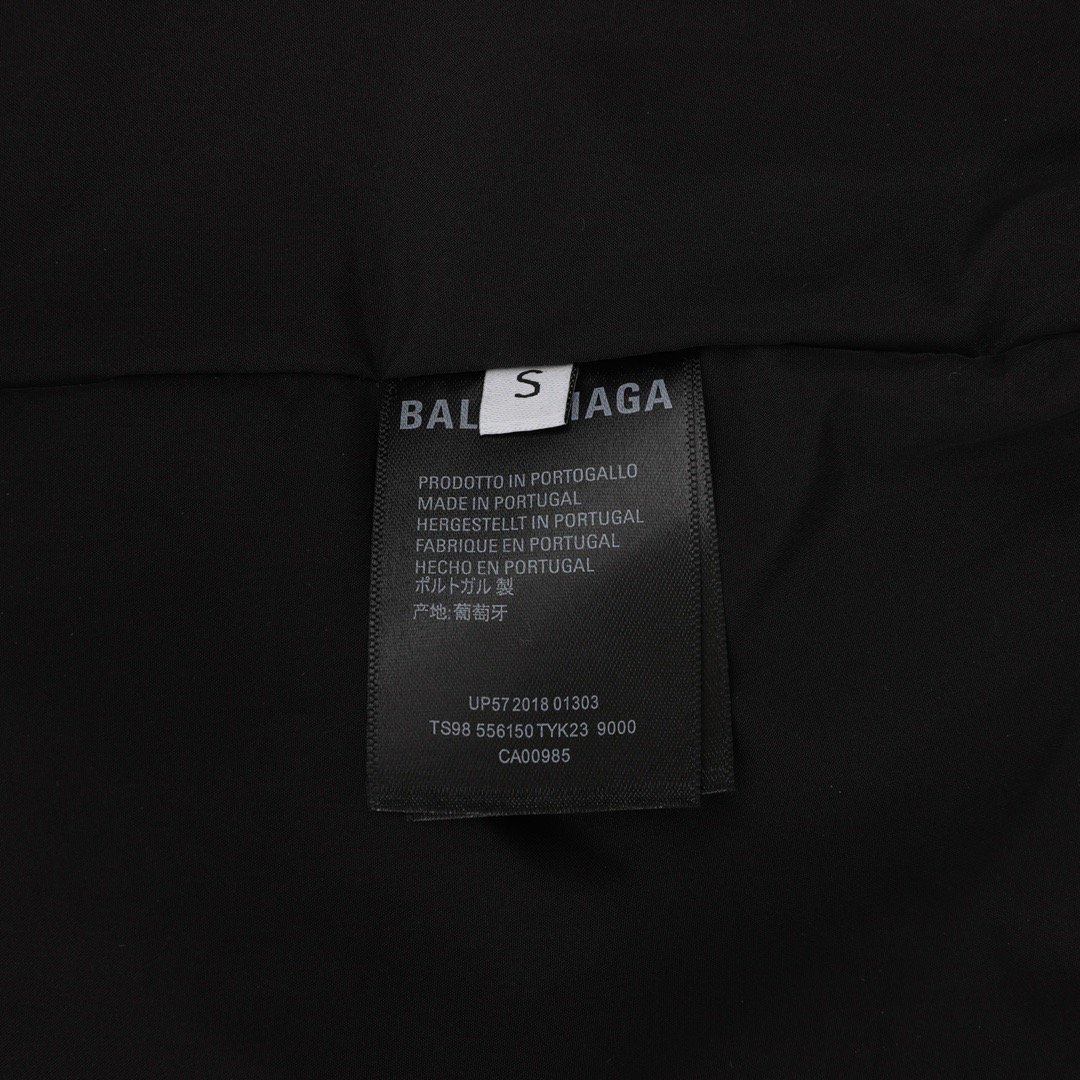 S
BAL IAGA
PRODOTTO IN PORTOGALLO
MADE IN PORTUGAL
HERGESTELLT IN PORTUGAL
FABRIQUE EN PORTUGAL
HECHO EN PORTUGAL
ポルトガル 製
产地:葡萄牙
UP57 2018 01303
TS98 556150 TYK23 9000
CA00985